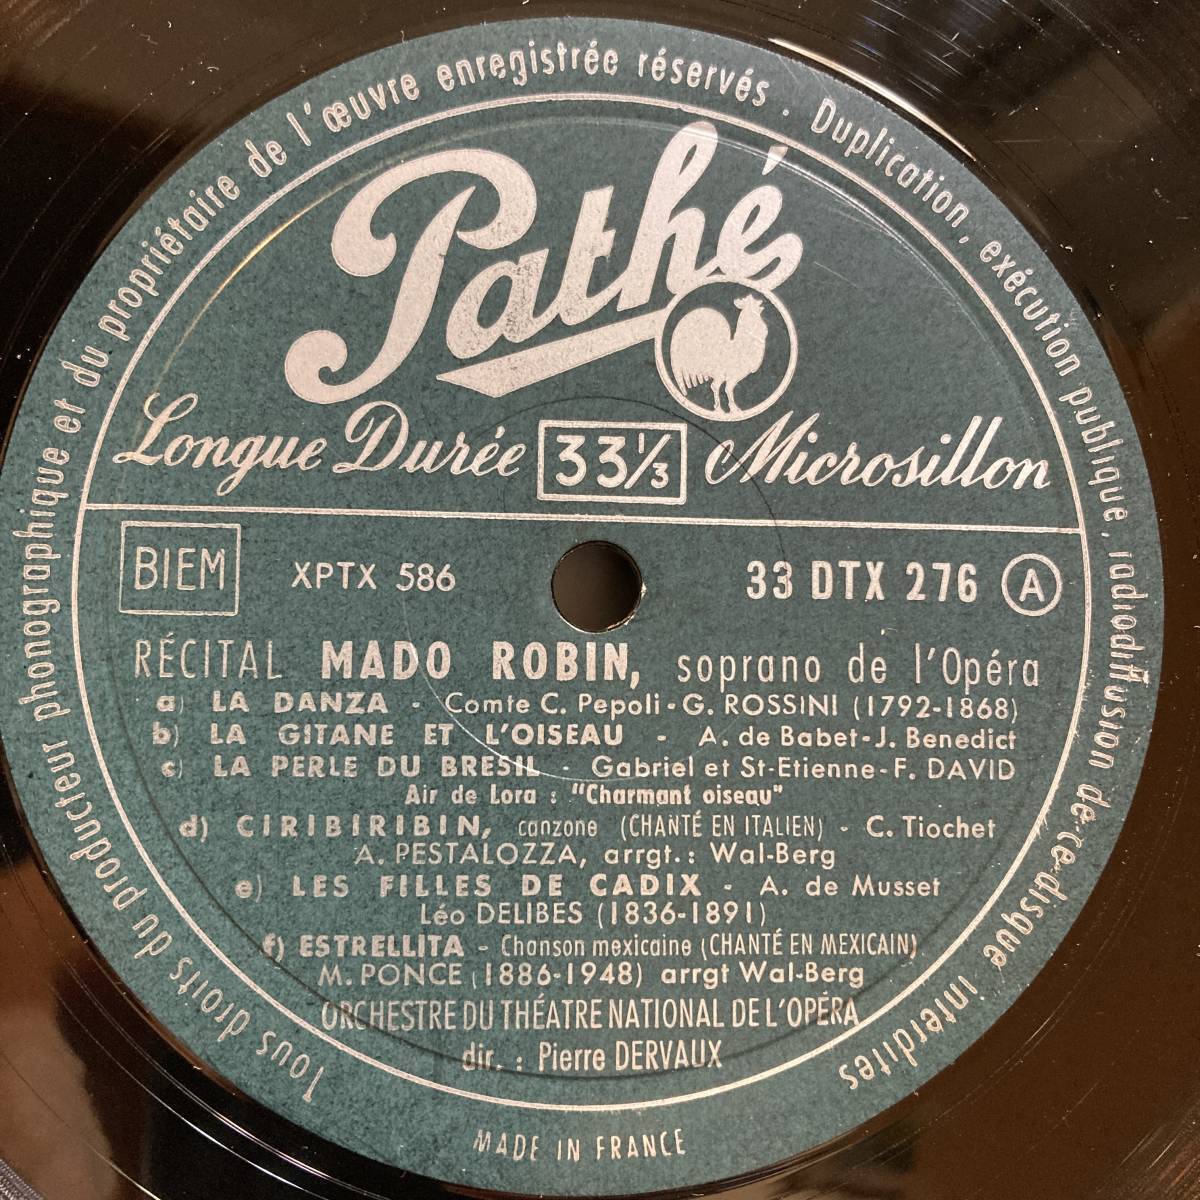 Tous droits du producteur phonographique et du propriétaire de l'œuvre enregistrée réservés. Duplication, exécution publique, radiodiffusion de ce disque interdites
Pathé
Longue Durée 33⅓ Microsillon
BIEM XPTX 586 33 DTX 276 A
RÉCITAL MADO ROBIN, soprano de l'Opéra
a) LA DANZA - Comte C. Pepoli - G. ROSSINI (1792-1868)
b) LA GITANE ET L'OISEAU - A. de Babet-J. Benedict
c) LA PERLE DU BRESIL - Gabriel et St-Etienne-F. DAVID
Air de Lora : "Charmant oiseau"
d) CIRIBIRIBIN, canzone (CHANTÉ EN ITALIEN) - C. Tiochet
A. PESTALOZZA, arrgt.: Wal-Berg
e) LES FILLES DE CADIX - A. de Musset
Léo DELIBES (1836-1891)
f) ESTRELLITA - Chanson mexicaine (CHANTÉ EN MEXICAIN)
M. PONCE (1886-1948) arrgt Wal-Berg
ORCHESTRE DU THÉATRE NATIONAL DE L'OPÉRA
dir. : Pierre DERVAUX
MADE IN FRANCE